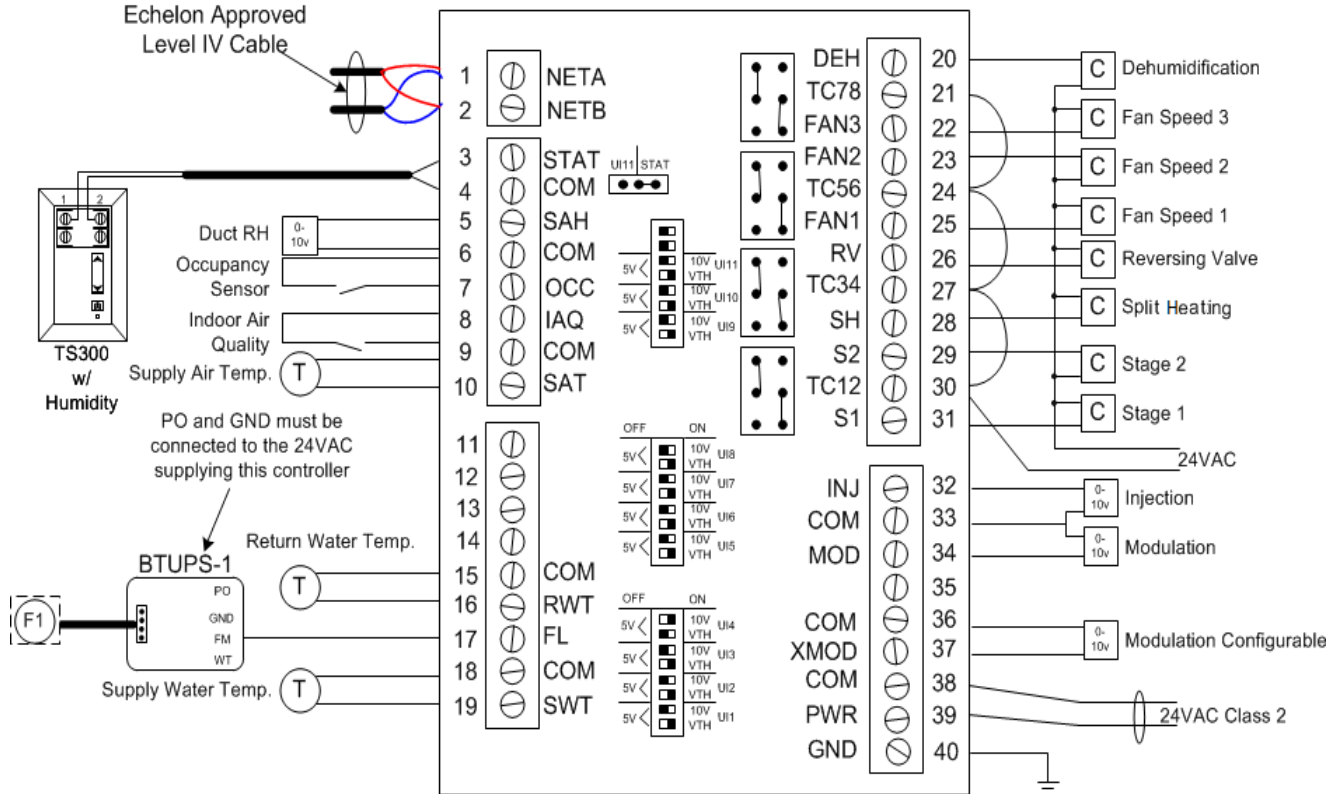 Echelon Approved
Level IV Cable
1 NETA
2 NETB
3 STAT
4 COM
5 SAH
6 COM
7 OCC
8 IAQ
9 COM
10 SAT
UI11 STAT
1 2
TS300
w/
Humidity
Duct RH
0-
10v
Occupancy
Sensor
Indoor Air
Quality
Supply Air Temp.
T
5V
10V
VTH
UI11
5V
10V
VTH
UI10
5V
10V
VTH
UI9
PO and GND must be
connected to the 24VAC
supplying this controller
BTUPS-1
PO
GND
FM
WT
F1
Return Water Temp.
T
Supply Water Temp.
T
11
12
13
14
15 COM
16 RWT
17 FL
18 COM
19 SWT
OFF ON
5V
10V
VTH
UI8
5V
10V
VTH
UI7
5V
10V
VTH
UI6
5V
10V
VTH
UI5
OFF ON
5V
10V
VTH
UI4
5V
10V
VTH
UI3
5V
10V
VTH
UI2
5V
10V
VTH
UI1
DEH 20
TC78 21
FAN3 22
FAN2 23
TC56 24
FAN1 25
RV 26
TC34 27
SH 28
S2 29
TC12 30
S1 31
INJ 32
COM 33
MOD 34
35
COM 36
XMOD 37
COM 38
PWR 39
GND 40
C Dehumidification
C Fan Speed 3
C Fan Speed 2
C Fan Speed 1
C Reversing Valve
C Split Heating
C Stage 2
C Stage 1
24VAC
0-
10v
Injection
0-
10v
Modulation
0-
10v
Modulation Configurable
24VAC Class 2